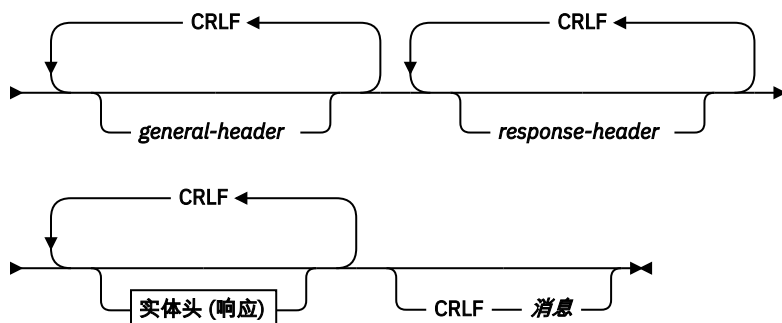 CRLF CRLF
general-header response-header
CRLF
实体头 (响应) CRLF 消息